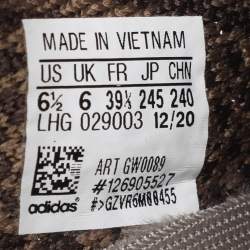 MADE IN VIETNAM
US UK FR JP CHN
6½ 6 39⅓ 245 240
LHG 029003 12/20
ART GW0089
#126905527
adidas #>GZVR6M88455